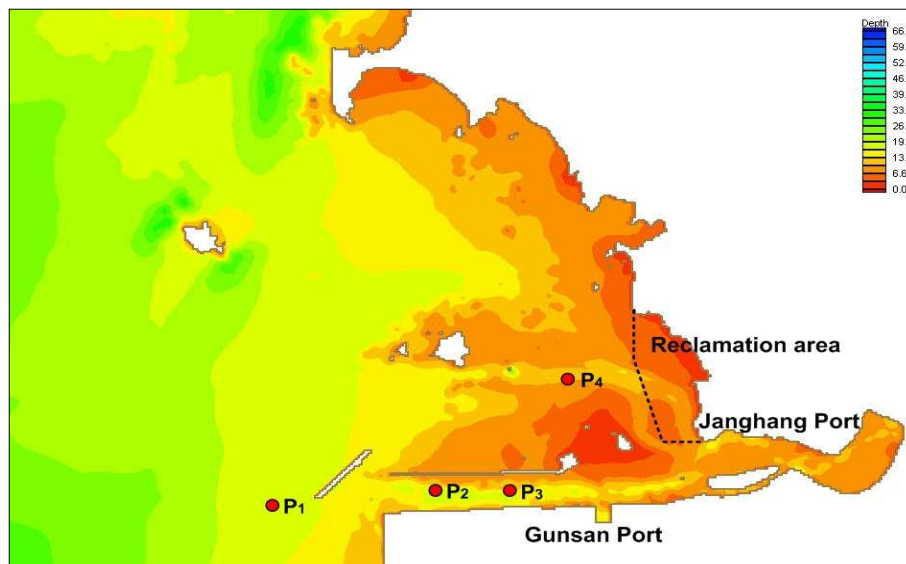 Depth
66.
59.
52.
46.
39.
33.
26.
19.
13.
6.6
0.0
Reclamation area
P4
Janghang Port
P1
P2
P3
Gunsan Port